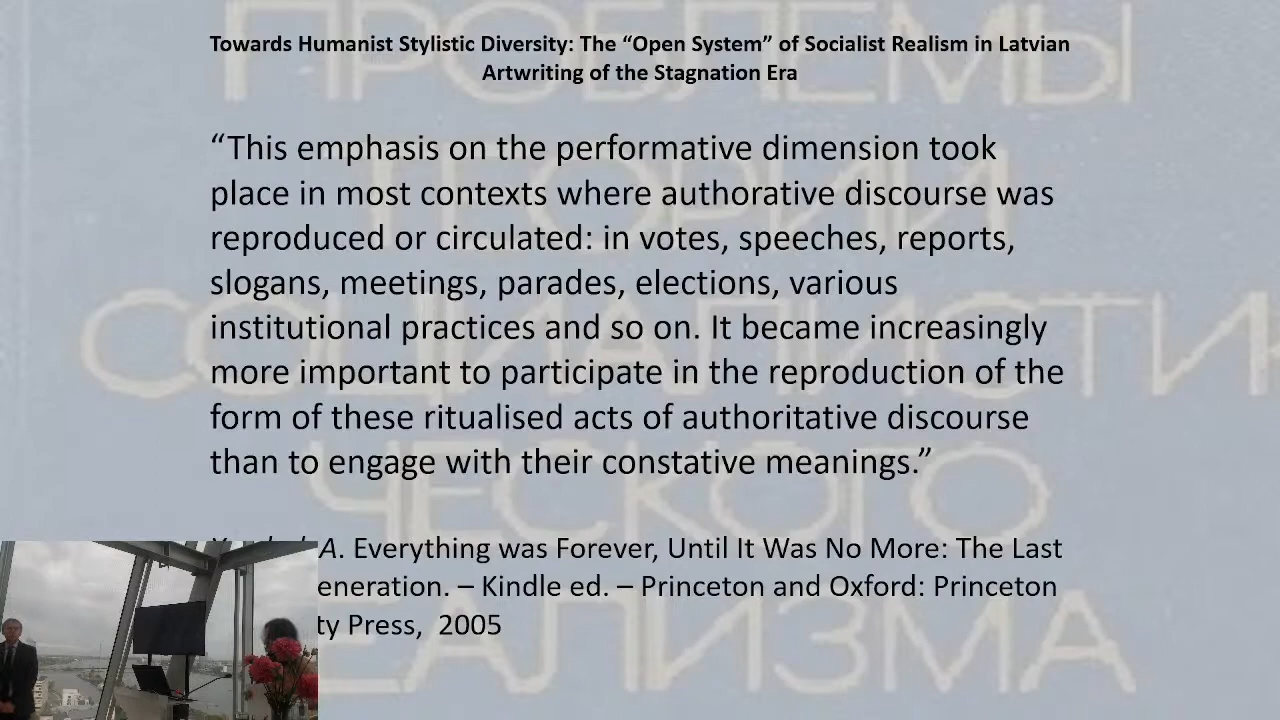 Towards Humanist Stylistic Diversity: The “Open System” of Socialist Realism in Latvian
Artwriting of the Stagnation Era
“This emphasis on the performative dimension took
place in most contexts where authorative discourse was
reproduced or circulated: in votes, speeches, reports,
slogans, meetings, parades, elections, various
institutional practices and so on. It became increasingly
more important to participate in the reproduction of the
form of these ritualised acts of authoritative discourse
than to engage with their constative meanings.”
A. Everything was Forever, Until It Was No More: The Last
eneration. – Kindle ed. – Princeton and Oxford: Princeton
ty Press, 2005
ПРОБЛЕМЫ
ТЕОРИИ
СОЦИАЛИСТИ
ЧЕСКОГО
ЕАЛИЗМА